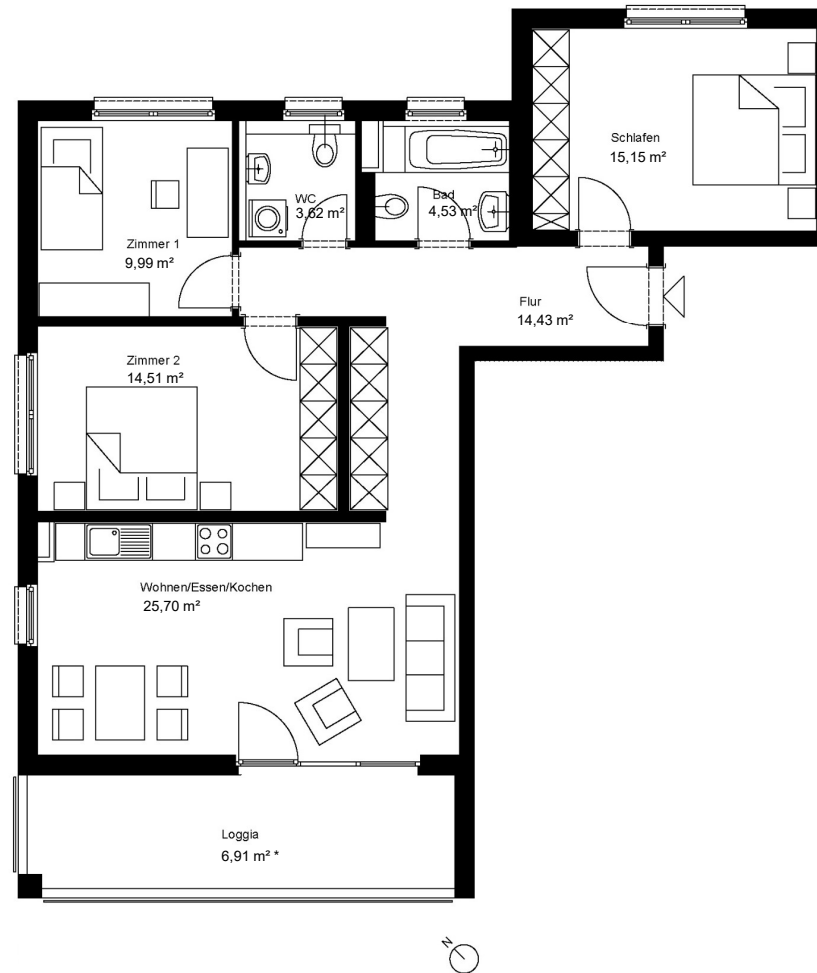 Schlafen
15,15 m²
WC
3,62 m²
Bad
4,53 m²
Zimmer 1
9,99 m²
Flur
14,43 m²
Zimmer 2
14,51 m²
Wohnen/Essen/Kochen
25,70 m²
Loggia
6,91 m² *
N